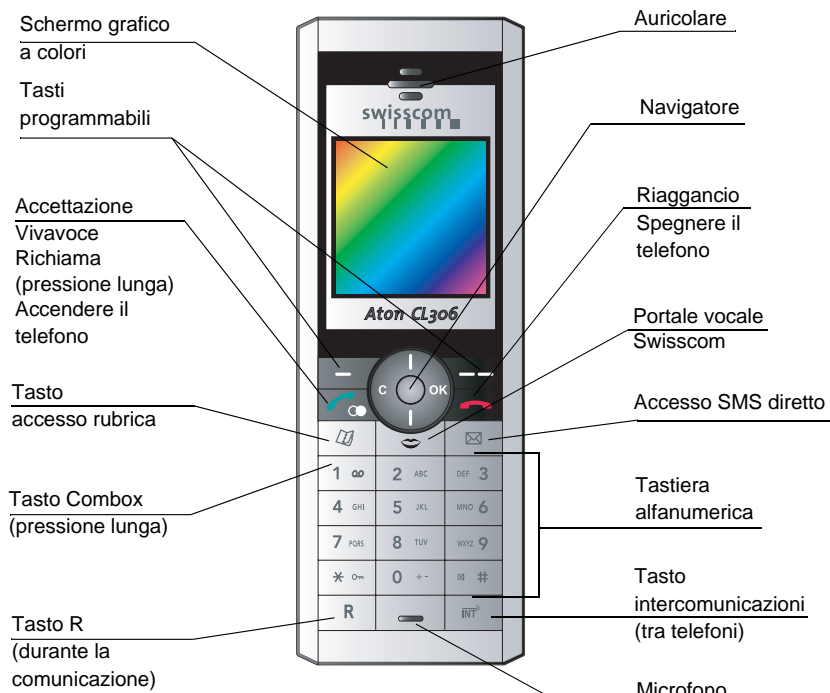 Schermo grafico
a colori
Tasti
programmabili
Accettazione
Vivavoce
Richiama
(pressione lunga)
Accendere il
telefono
Tasto
accesso rubrica
Tasto Combox
(pressione lunga)
Tasto R
(durante la
comunicazione)
swisscom
Aton CL306
C OK
1
2 ABC
DEF 3
4 GHI
5 JKL
MNO 6
7 PQRS
8 TUV
WXYZ 9
*
0 + -
#
R
INT
Auricolare
Navigatore
Riaggancio
Spegnere il
telefono
Portale vocale
Swisscom
Accesso SMS diretto
Tastiera
alfanumerica
Tasto
intercomunicazioni
(tra telefoni)
Microfono